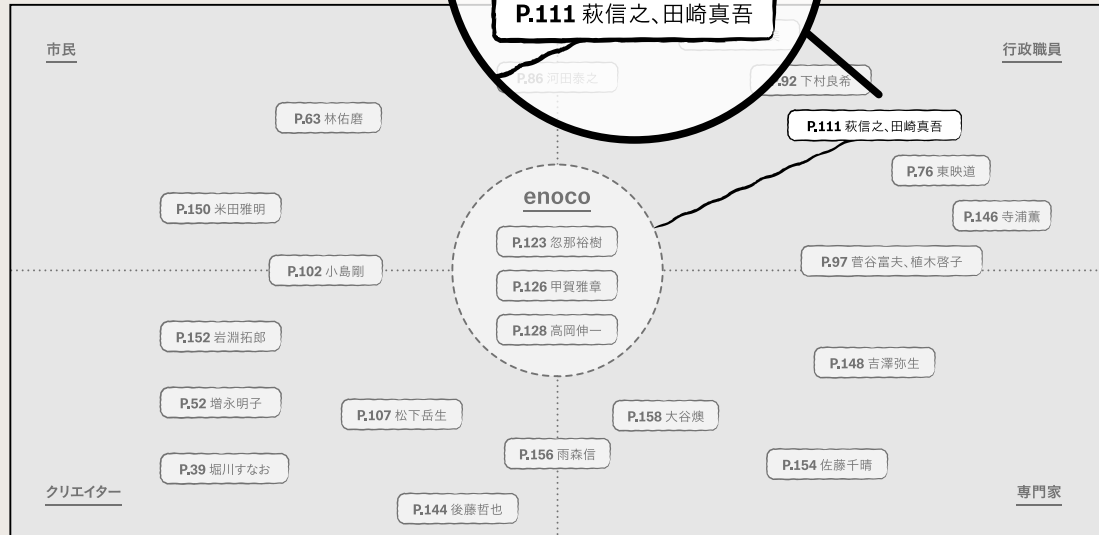 P.111 萩信之、田崎真吾
市民
行政職員
P.86 河田泰之
.92 下村良希
P.63 林佑磨
P.111 萩信之、田崎真吾
P.76 東映道
enoco
P.150 米田雅明
P.146 寺浦薫
P.123 忽那裕樹
P.102 小島剛
P.97 菅谷富夫、植木啓子
P.126 甲賀雅章
P.128 高岡伸一
P.152 岩淵拓郎
P.148 吉澤弥生
P.52 増永明子
P.107 松下岳生
P.158 大谷燠
P.156 雨森信
P.39 堀川すなお
P.154 佐藤千晴
クリエイター
専門家
P.144 後藤哲也